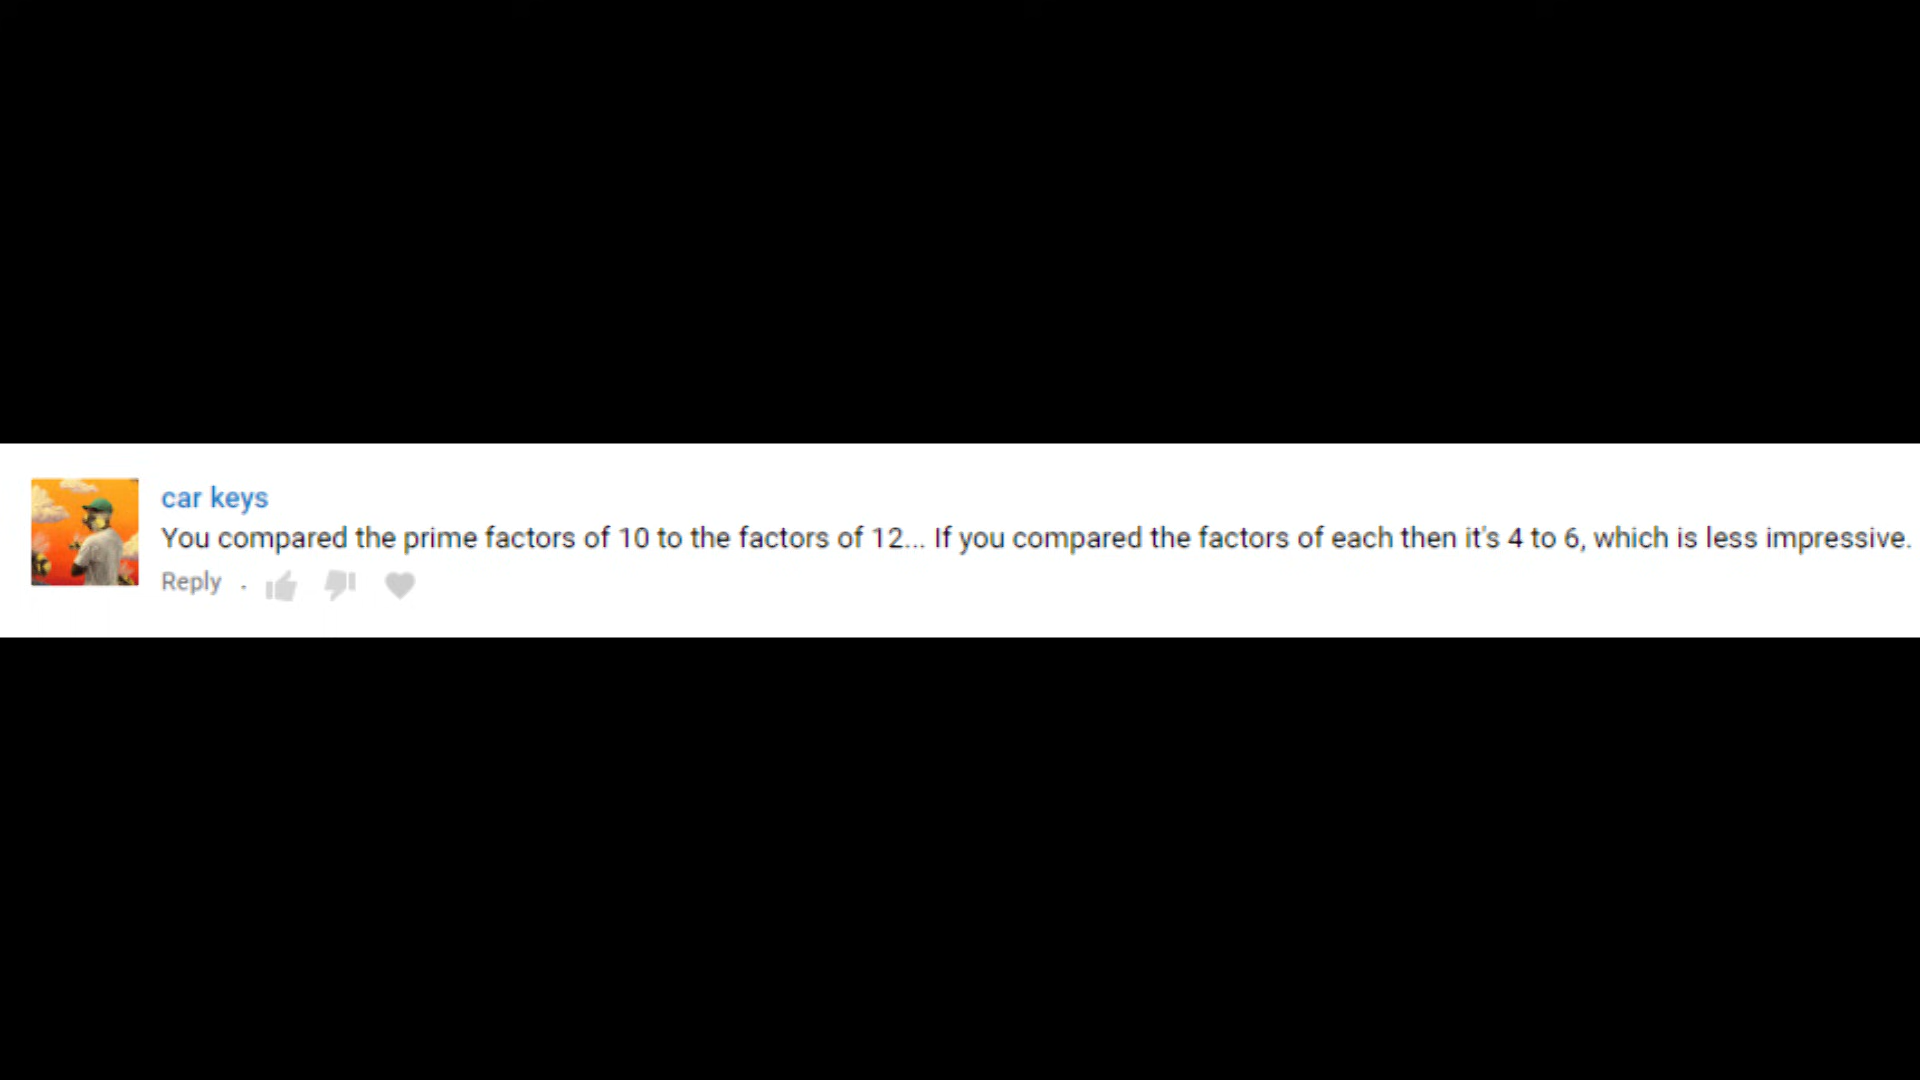 car keys
You compared the prime factors of 10 to the factors of 12... If you compared the factors of each then it's 4 to 6, which is less impressive.
Reply .